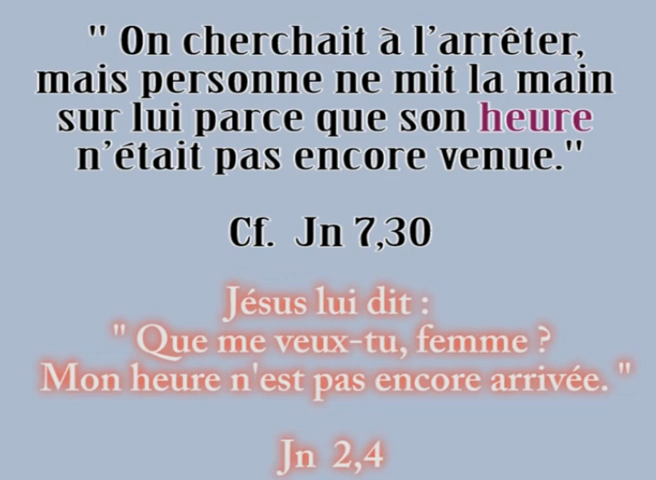 " On cherchait à l'arrêter,
mais personne ne mit la main
sur lui parce que son heure
n'était pas encore venue."
Cf. Jn 7,30
Jésus lui dit :
" Que me veux-tu, femme ?
Mon heure n'est pas encore arrivée. "
Jn 2,4